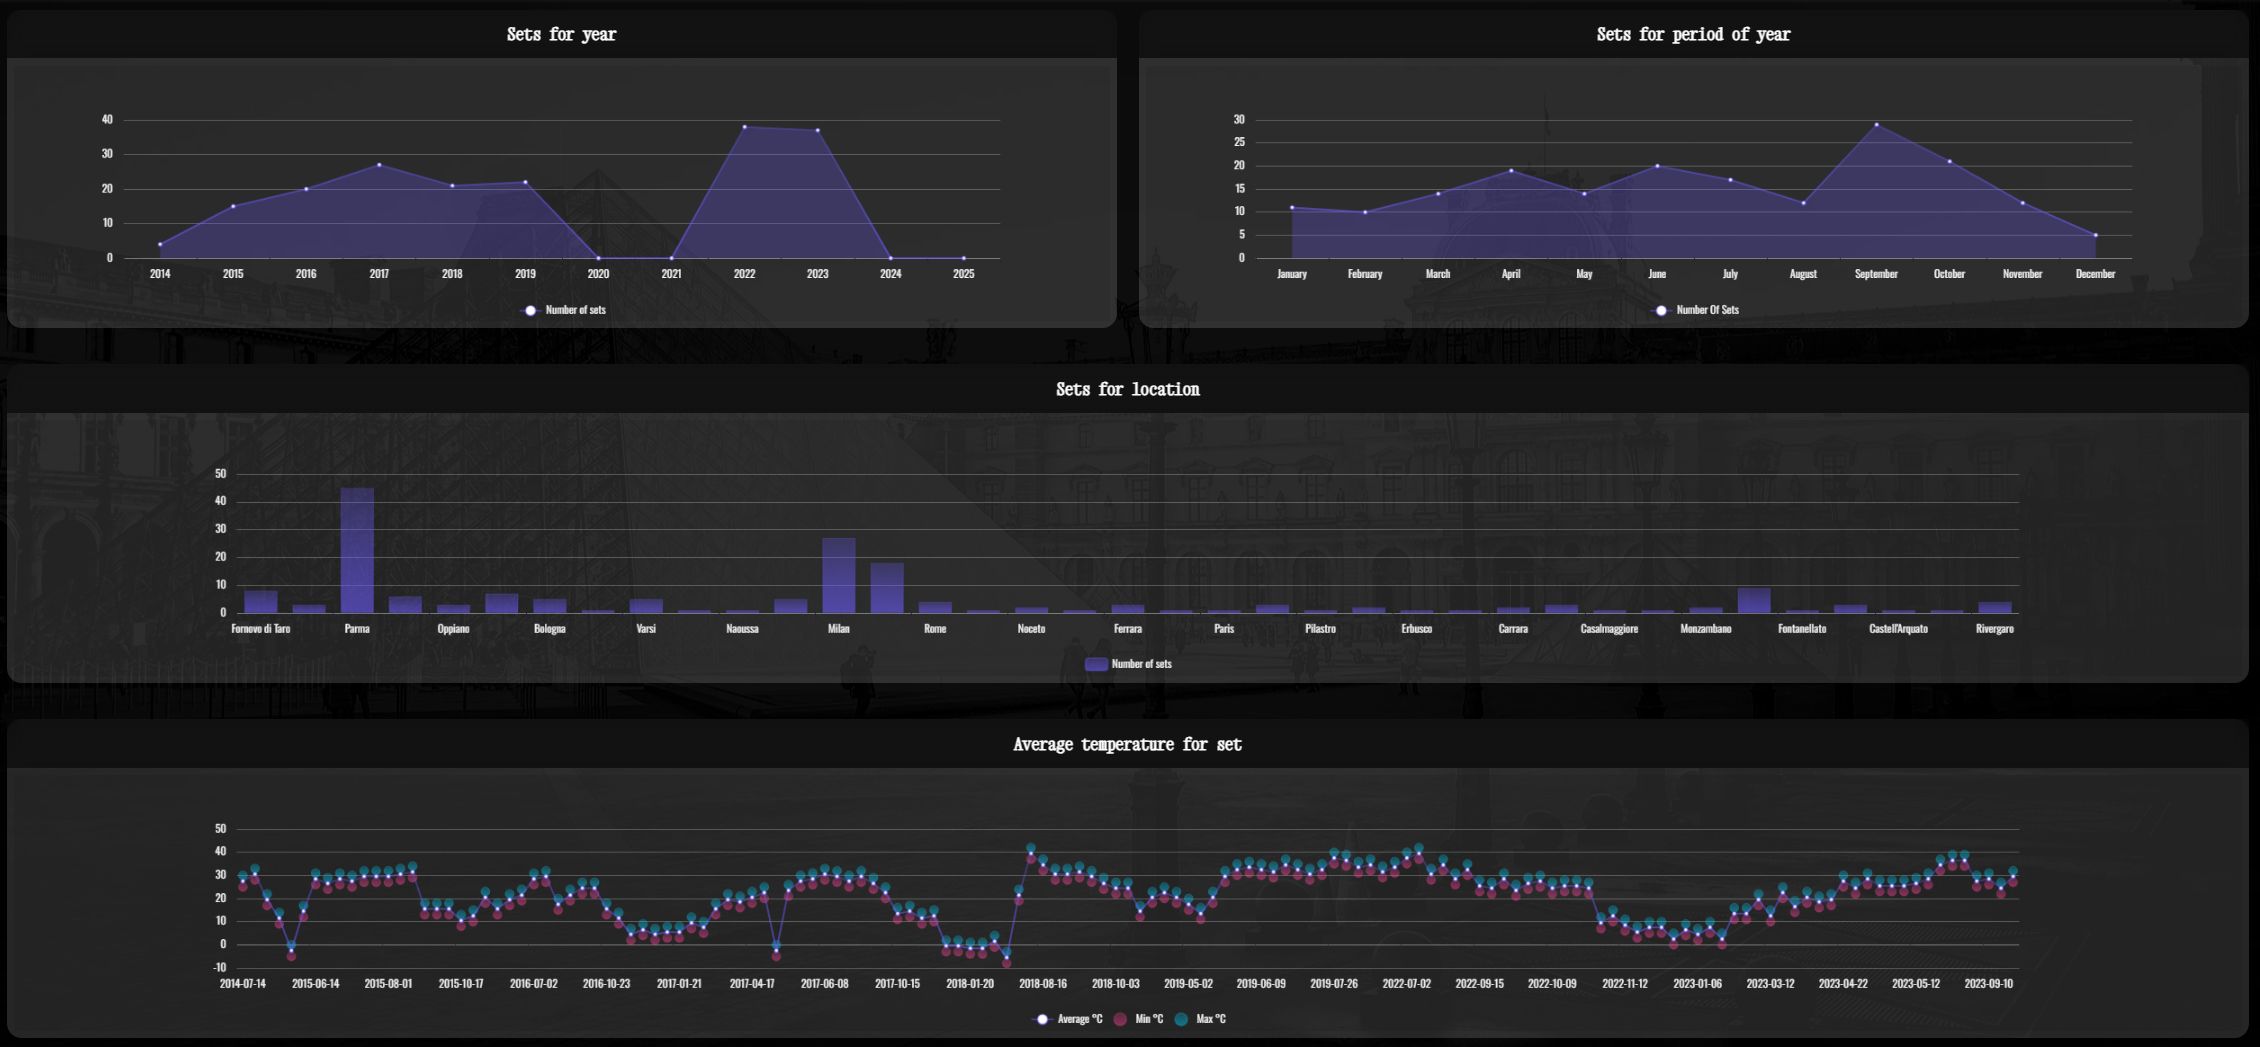 Sets for year
40
30
20
10
0
2014 2015 2016 2017 2018 2019 2020 2021 2022 2023 2024 2025
Number of sets
Sets for period of year
30
25
20
15
10
5
0
January February March April May June July August September October November December
Number Of Sets
Sets for location
50
40
30
20
10
0
Fornovo di Taro Parma Oppiano Bologna Varsi Naoussa Milan Rome Noceto Ferrara Paris Pilastro Erbusco Carrara Casalmaggiore Monzambano Fontanellato Castell'Arquato Rivergaro
Number of sets
Average temperature for set
50
40
30
20
10
0
-10
2014-07-14 2015-06-14 2015-08-01 2015-10-17 2016-07-02 2016-10-23 2017-01-21 2017-04-17 2017-06-08 2017-10-15 2018-01-20 2018-08-16 2018-10-03 2019-05-02 2019-06-09 2019-07-26 2022-07-02 2022-09-15 2022-10-09 2022-11-12 2023-01-06 2023-03-12 2023-04-22 2023-05-12 2023-09-10
Average °C Min °C Max °C